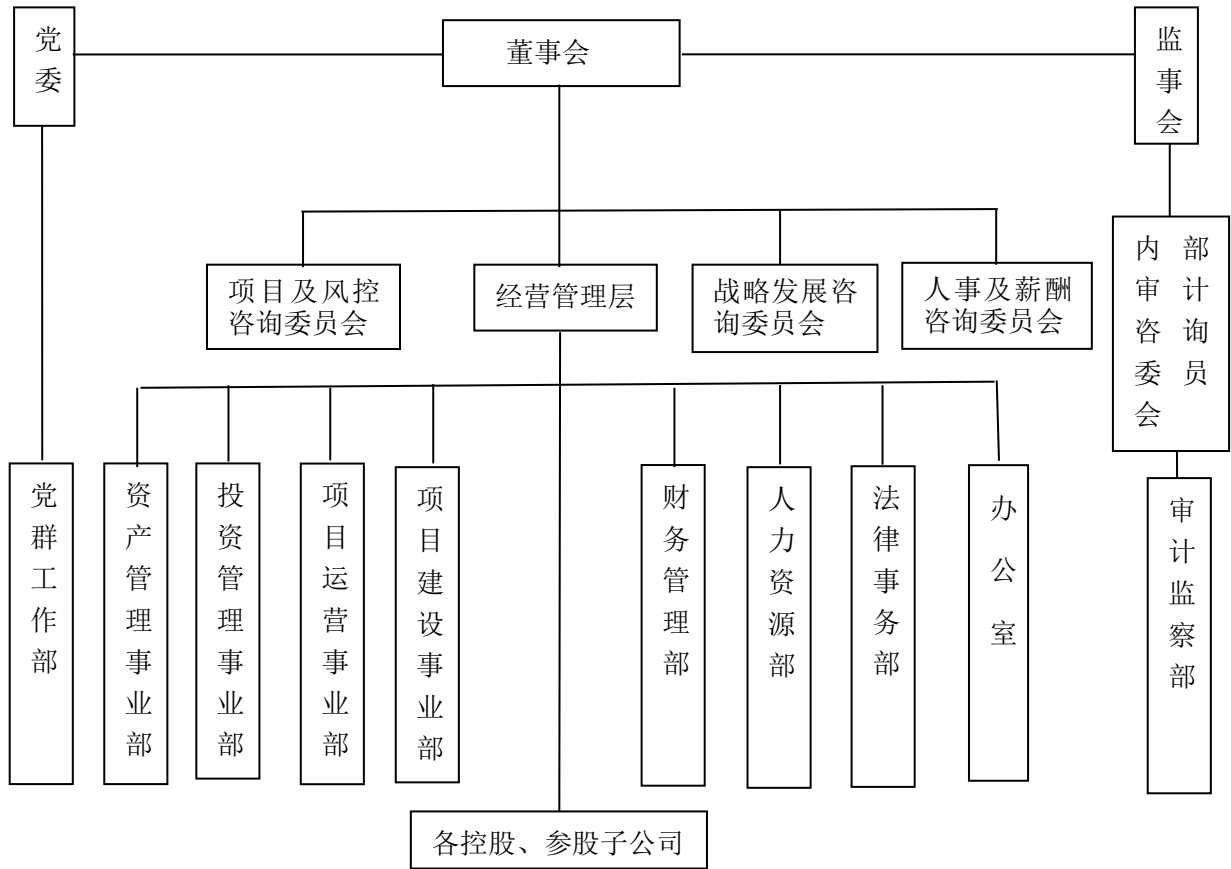 党委
董事会
监事会
项目及风控
咨询委员会
经营管理层
战略发展咨
询委员会
人事及薪酬
咨询委员会
内部
审计
咨询
委员
会
党群工作部
资产管理事业部
投资管理事业部
项目运营事业部
项目建设事业部
财务管理部
人力资源部
法律事务部
办公室
审计监察部
各控股、参股子公司